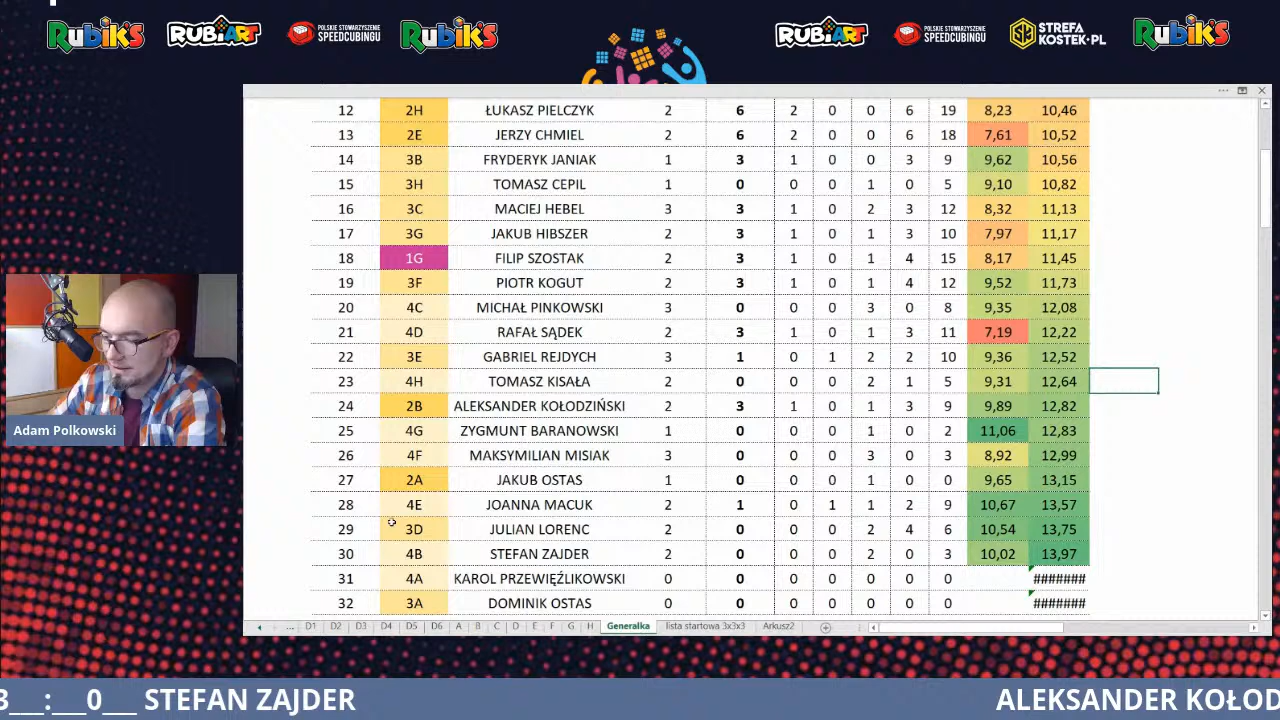 RUBIK'S RUBIART POLSKIE STOWARZYSZENIE SPEEDCUBINGU RUBIK'S RUBIART POLSKIE STOWARZYSZENIE SPEEDCUBINGU STREFA KOSTEK.PL RUBIK'S
12 2H ŁUKASZ PIELCZYK 2 6 2 0 0 6 19 8,23 10,46
13 2E JERZY CHMIEL 2 6 2 0 0 6 18 7,61 10,52
14 3B FRYDERYK JANIAK 1 3 1 0 0 3 9 9,62 10,56
15 3H TOMASZ CEPIL 1 0 0 0 1 0 5 9,10 10,82
16 3C MACIEJ HEBEL 3 3 1 0 2 3 12 8,32 11,13
17 3G JAKUB HIBSZER 2 3 1 0 1 3 10 7,97 11,17
18 1G FILIP SZOSTAK 2 3 1 0 1 4 15 8,17 11,45
19 3F PIOTR KOGUT 2 3 1 0 1 4 12 9,52 11,73
20 4C MICHAŁ PINKOWSKI 3 0 0 0 3 0 8 9,35 12,08
21 4D RAFAŁ SĄDEK 2 3 1 0 1 3 11 7,19 12,22
22 3E GABRIEL REJDYCH 3 1 0 1 2 2 10 9,36 12,52
23 4H TOMASZ KISAŁA 2 0 0 0 2 1 5 9,31 12,64
24 2B ALEKSANDER KOŁODZIŃSKI 2 3 1 0 1 3 9 9,89 12,82
25 4G ZYGMUNT BARANOWSKI 1 0 0 0 1 0 2 11,06 12,83
26 4F MAKSYMILIAN MISIAK 3 0 0 0 3 0 3 8,92 12,99
27 2A JAKUB OSTAS 1 0 0 0 1 0 4 9,65 13,15
28 4E JOANNA MACUK 2 1 0 1 1 2 9 10,67 13,57
29 3D JULIAN LORENC 2 0 0 0 2 4 6 10,54 13,75
30 4B STEFAN ZAJDER 2 0 0 0 2 0 3 10,02 13,97
31 4A KAROL PRZEWIĘŹLIKOWSKI 0 0 0 0 0 0 0 #######
32 3A DOMINIK OSTAS 0 0 0 0 0 0 0 #######
Adam Polkowski
... D1 D2 D3 D4 D5 D6 A B C D E F G H Generalka lista startowa 3x3x3 Arkusz2
3__:__0__ STEFAN ZAJDER ALEKSANDER KOŁOD